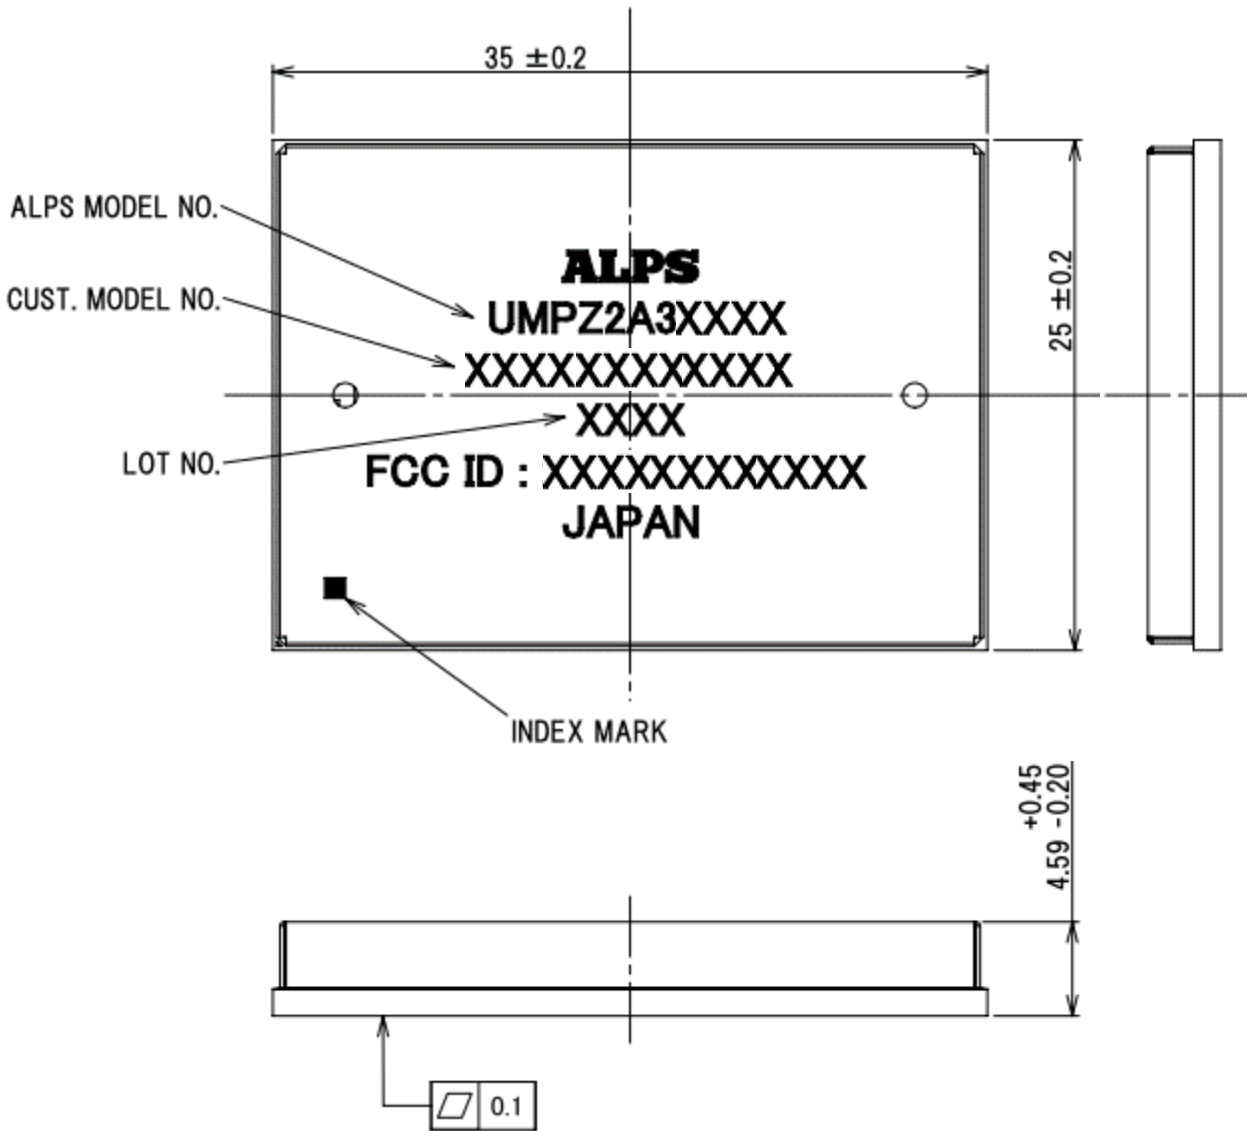 35 ±0.2
ALPS MODEL NO.
ALPS
CUST. MODEL NO.
UMPZ2A3XXXX
25 ±0.2
XXXXXXXXXXXX
XXXX
LOT NO.
FCC ID : XXXXXXXXXXXX
JAPAN
INDEX MARK
+0.45
4.59 -0.20
0.1